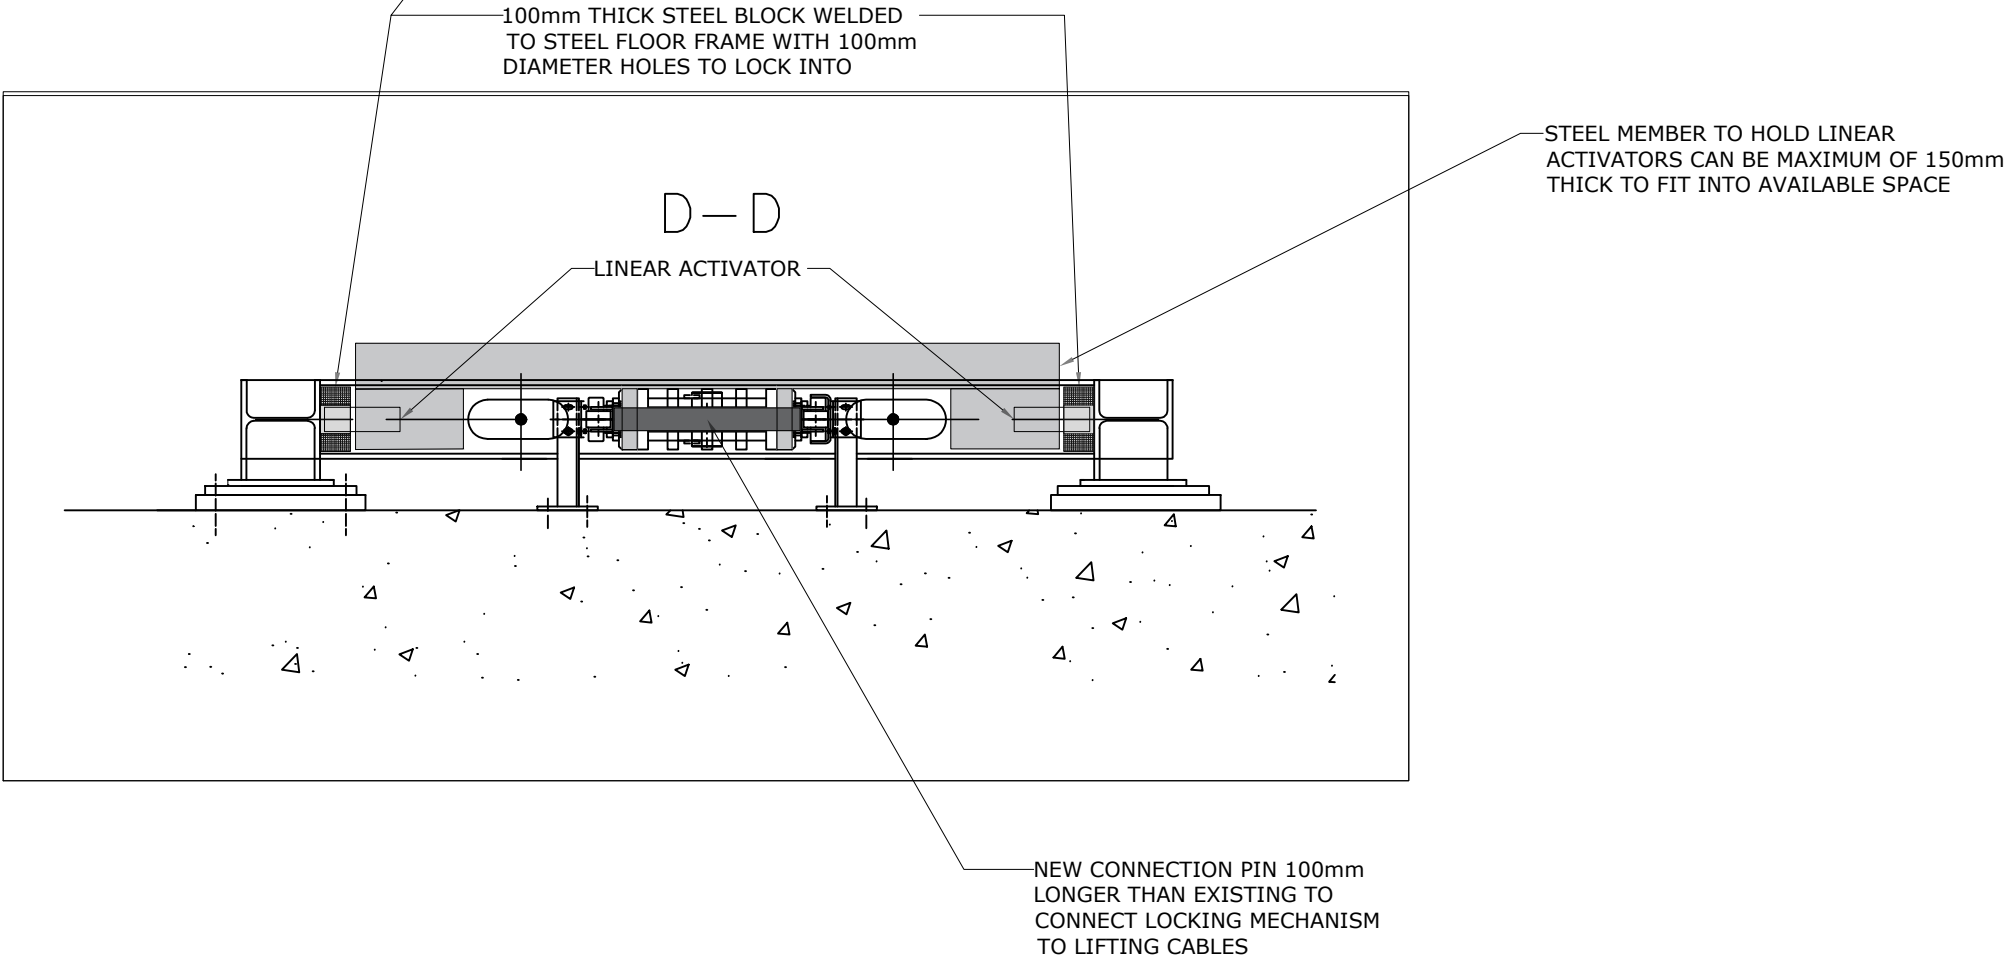 100mm THICK STEEL BLOCK WELDED
TO STEEL FLOOR FRAME WITH 100mm
DIAMETER HOLES TO LOCK INTO
STEEL MEMBER TO HOLD LINEAR
ACTIVATORS CAN BE MAXIMUM OF 150mm
THICK TO FIT INTO AVAILABLE SPACE
D-D
LINEAR ACTIVATOR
NEW CONNECTION PIN 100mm
LONGER THAN EXISTING TO
CONNECT LOCKING MECHANISM
TO LIFTING CABLES